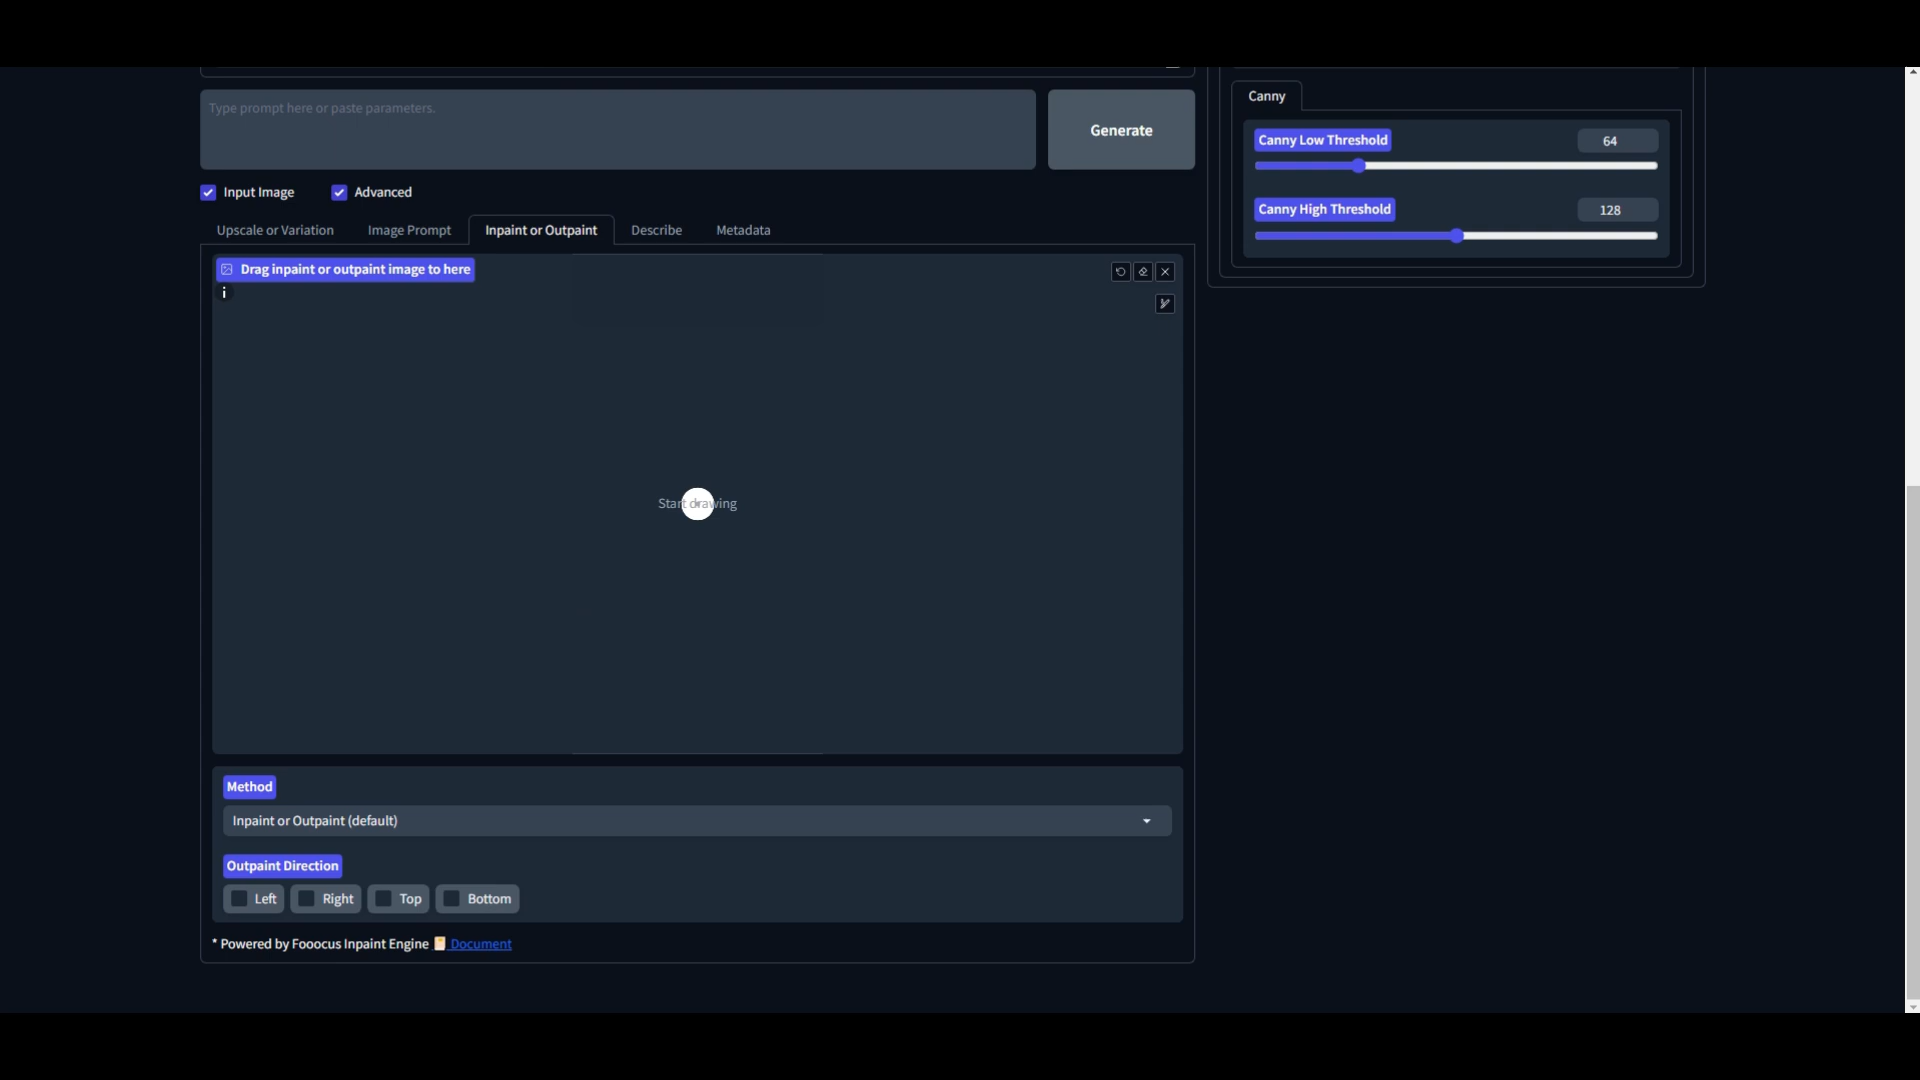 Type prompt here or paste parameters.
Generate
Input Image
Advanced
Upscale or Variation
Image Prompt
Inpaint or Outpaint
Describe
Metadata
Drag inpaint or outpaint image to here
i
Start drawing
Method
Inpaint or Outpaint (default)
Outpaint Direction
Left
Right
Top
Bottom
* Powered by Fooocus Inpaint Engine Document
Canny
Canny Low Threshold
64
Canny High Threshold
128